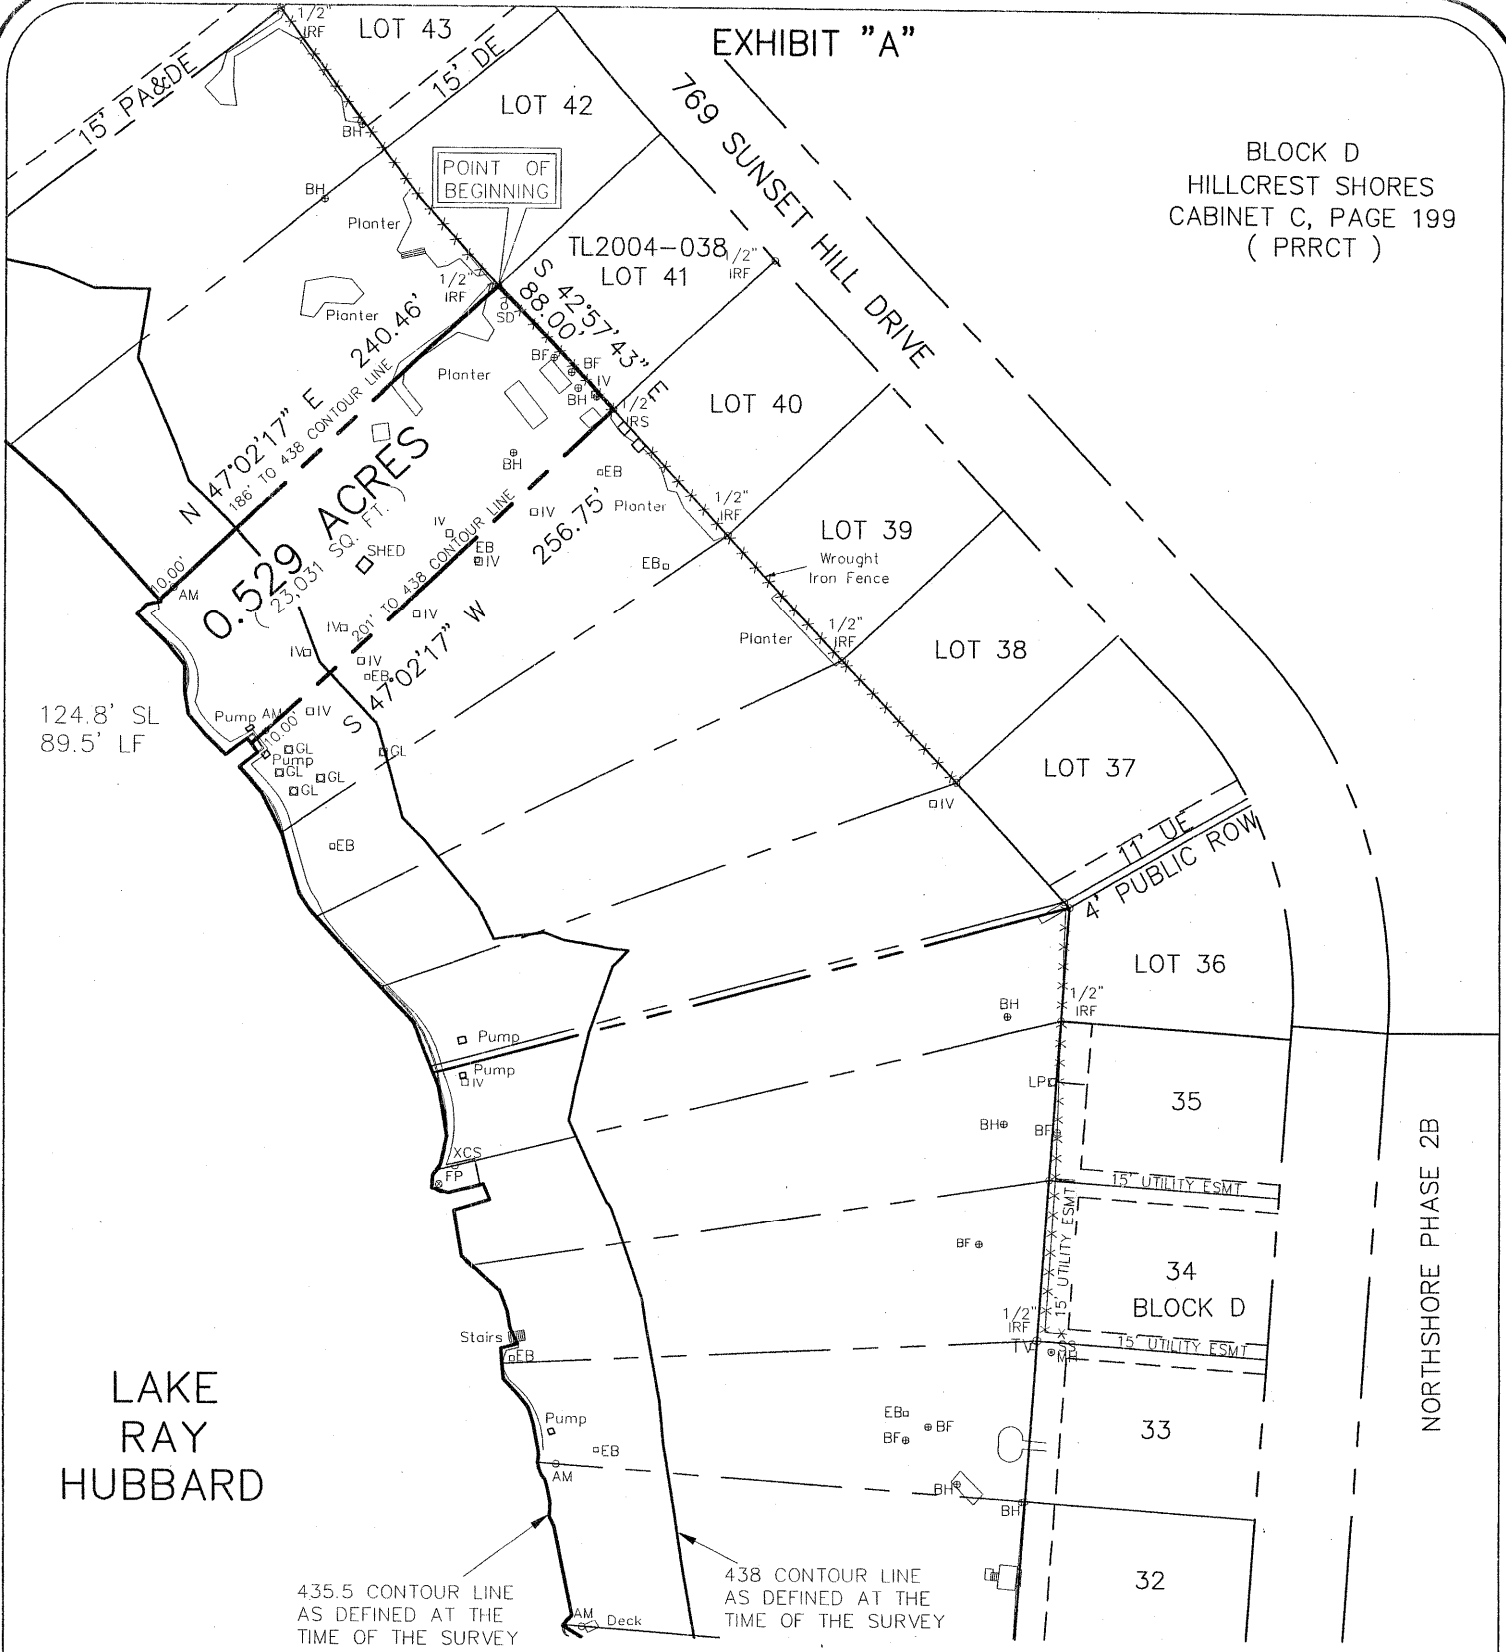 EXHIBIT "A"
LOT 43
1/2"
IRF
15' PA&DE
15' DE
LOT 42
769 SUNSET HILL DRIVE
BLOCK D
HILLCREST SHORES
CABINET C, PAGE 199
( PRRCT )
BH
POINT OF
BEGINNING
BH
Planter
TL2004-038
LOT 41
1/2"
IRF
1/2"
IRF
SD
S 42°57'43" E
88.00'
Planter
N 47°02'17" E 240.46'
186' TO 438 CONTOUR LINE
Planter
BF
BF
IV
BH
1/2"
IRS
LOT 40
BH
EB
Planter
1/2"
IRF
0.529 ACRES
( 23,031 SQ. FT. )
SHED
IV
IV
EB
IV
256.75'
EB
LOT 39
Wrought
Iron Fence
10.00'
AM
201' TO 438 CONTOUR LINE
S 47°02'17" W
IV
IV
IV
IV
EB
Planter
1/2"
IRF
LOT 38
124.8' SL
89.5' LF
Pump
AM
10.00'
IV
GL
Pump
GL
GL
GL
GL
LOT 37
IV
EB
11' UE
4' PUBLIC ROW
LOT 36
BH
1/2"
IRF
Pump
Pump
IV
LP
35
BH
BF
XCS
FP
15' UTILITY ESMT
15' UTILITY ESMT
BF
34
BLOCK D
NORTHSHORE PHASE 2B
1/2"
IRF
TV
SS
MH
15' UTILITY ESMT
Stairs
EB
LAKE
RAY
HUBBARD
Pump
EB
AM
EB
BF
BF
33
BH
BH
435.5 CONTOUR LINE
AS DEFINED AT THE
TIME OF THE SURVEY
438 CONTOUR LINE
AS DEFINED AT THE
TIME OF THE SURVEY
32
AM
Deck